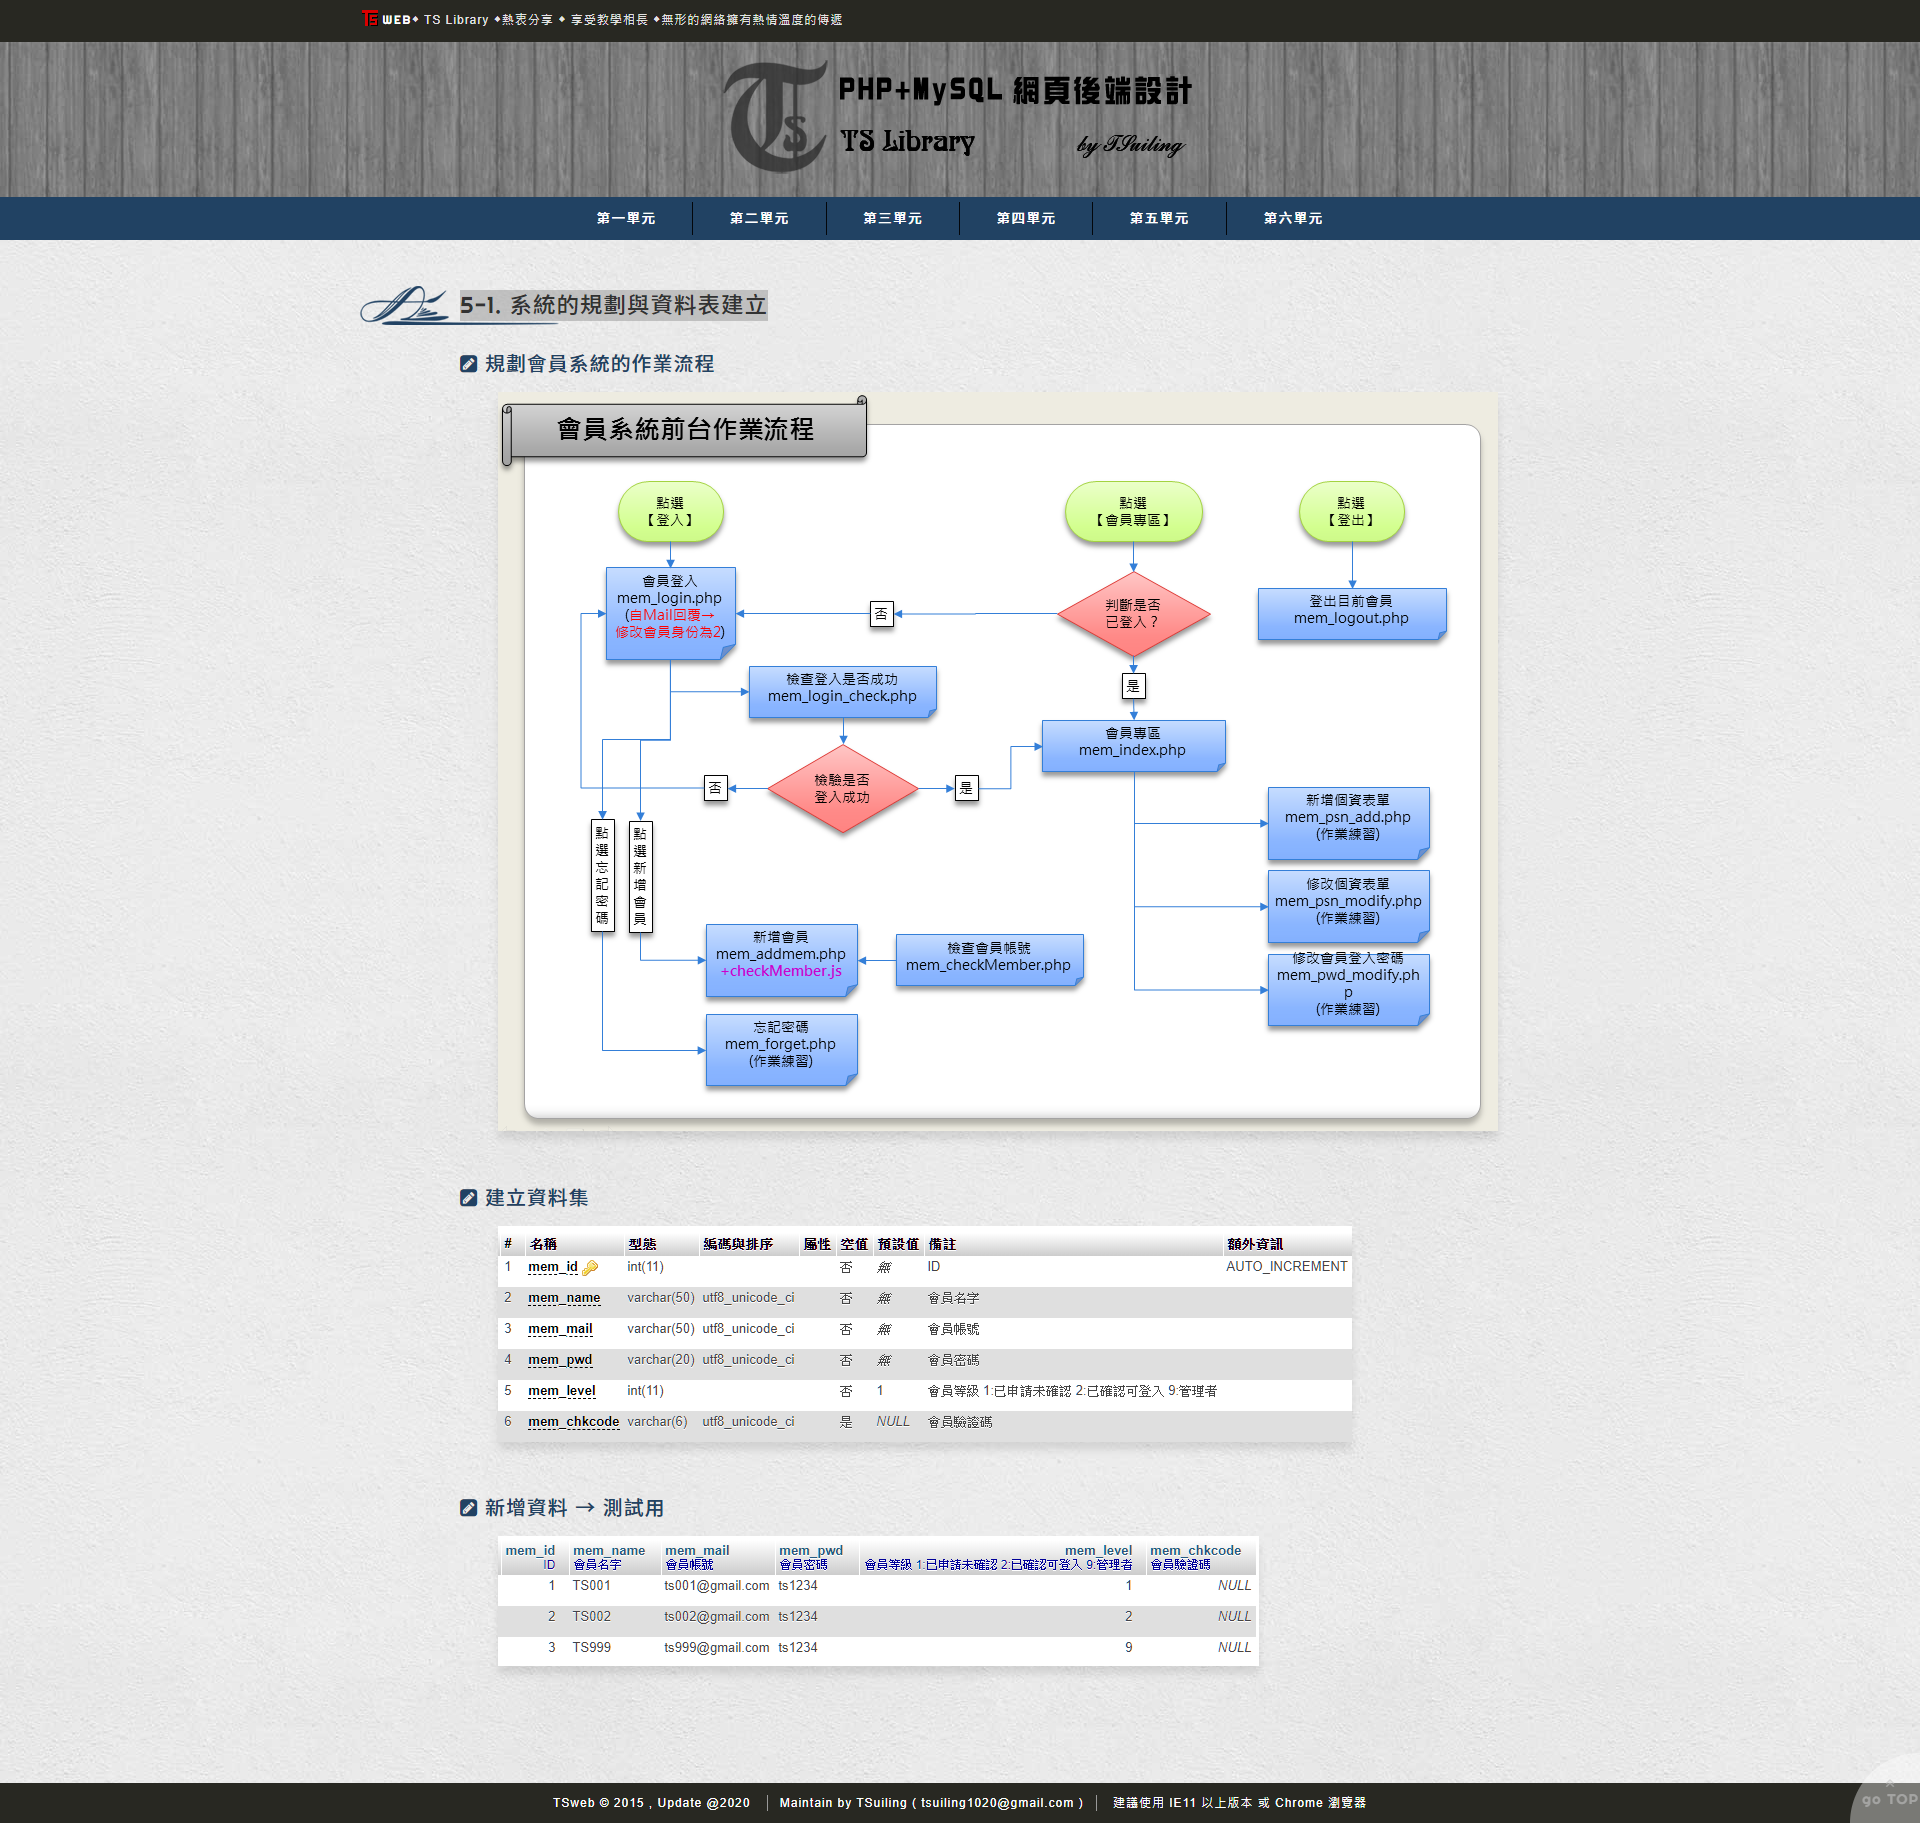 TS WEB♦ TS Library ♦熱衷分享 ♦ 享受教學相長 ♦無形的網絡擁有熱情溫度的傳遞
PHP+MySQL 網頁後端設計
TS Library
by TSuiling
第一單元
第二單元
第三單元
第四單元
第五單元
第六單元
5-1. 系統的規劃與資料表建立
規劃會員系統的作業流程
會員系統前台作業流程
點選
【登入】
點選
【會員專區】
點選
【登出】
會員登入
mem_login.php
(自Mail回覆→
修改會員身份為2)
否
判斷是否
已登入？
登出目前會員
mem_logout.php
檢查登入是否成功
mem_login_check.php
是
會員專區
mem_index.php
否
檢驗是否
登入成功
是
新增個資表單
mem_psn_add.php
(作業練習)
點選忘記密碼
點選新增會員
修改個資表單
mem_psn_modify.php
(作業練習)
新增會員
mem_addmem.php
+checkMember.js
檢查會員帳號
mem_checkMember.php
修改會員登入密碼
mem_pwd_modify.ph
p
(作業練習)
忘記密碼
mem_forget.php
(作業練習)
建立資料集
# 名稱 型態 編碼與排序 屬性 空值 預設值 備註 額外資訊
1 mem_id int(11) 否 無 ID AUTO_INCREMENT
2 mem_name varchar(50) utf8_unicode_ci 否 無 會員名字
3 mem_mail varchar(50) utf8_unicode_ci 否 無 會員帳號
4 mem_pwd varchar(20) utf8_unicode_ci 否 無 會員密碼
5 mem_level int(11) 否 1 會員等級 1:已申請未確認 2:已確認可登入 9:管理者
6 mem_chkcode varchar(6) utf8_unicode_ci 是 NULL 會員驗證碼
新增資料 → 測試用
mem_id mem_name mem_mail mem_pwd mem_level mem_chkcode
ID 會員名字 會員帳號 會員密碼 會員等級 1:已申請未確認 2:已確認可登入 9:管理者 會員驗證碼
1 TS001 ts001@gmail.com ts1234 1 NULL
2 TS002 ts002@gmail.com ts1234 2 NULL
3 TS999 ts999@gmail.com ts1234 9 NULL
go TOP
TSweb © 2015 , Update @2020 | Maintain by TSuiling ( tsuiling1020@gmail.com ) | 建議使用 IE11 以上版本 或 Chrome 瀏覽器